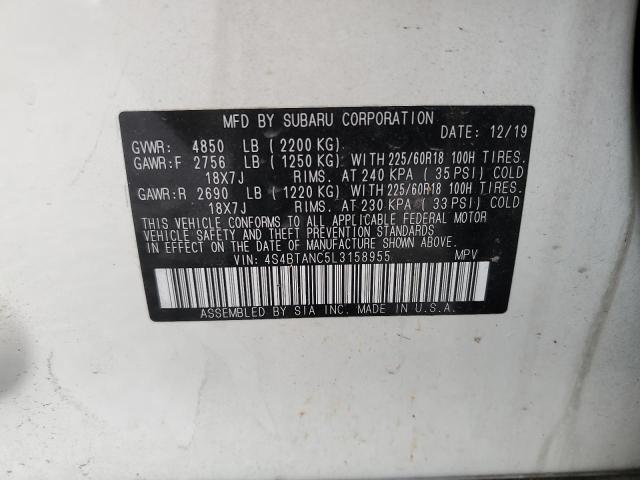 MFD BY SUBARU CORPORATION
DATE: 12/19
GVWR: 4850 LB (2200 KG)
GAWR:F 2756 LB (1250 KG) WITH 225/60R18 100H TIRES.
18X7J RIMS. AT 240 KPA ( 35 PSI) COLD
GAWR:R 2690 LB (1220 KG) WITH 225/60R18 100H TIRES.
18X7J RIMS. AT 230 KPA ( 33 PSI) COLD
THIS VEHICLE CONFORMS TO ALL APPLICABLE FEDERAL MOTOR
VEHICLE SAFETY, THEFT PREVENTION AND BUMPER STANDARDS
IN EFFECT ON THE DATE OF MANUFACTURE SHOWN ABOVE.
VIN: 4S4BTANC5L3158955 MPV
ASSEMBLED BY SIA INC. MADE IN U.S.A.